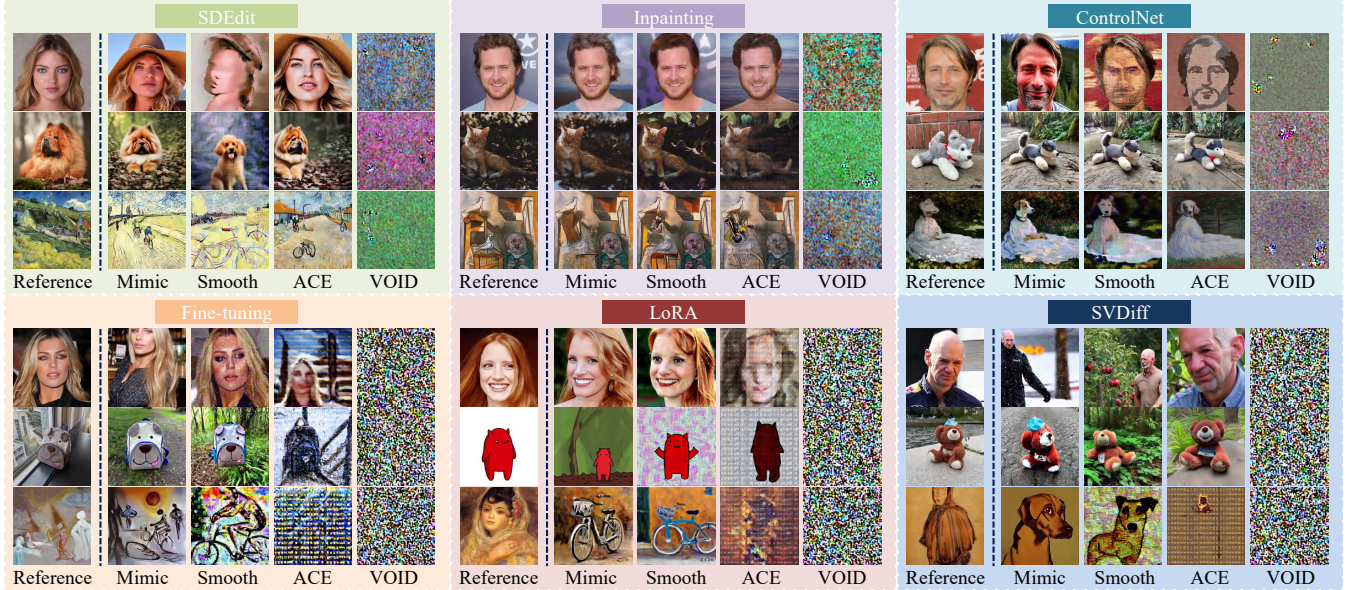 SDEdit
Inpainting
ControlNet
Reference Mimic Smooth ACE VOID
Reference Mimic Smooth ACE VOID
Reference Mimic Smooth ACE VOID
Fine-tuning
LoRA
SVDiff
Reference Mimic Smooth ACE VOID
Reference Mimic Smooth ACE VOID
Reference Mimic Smooth ACE VOID